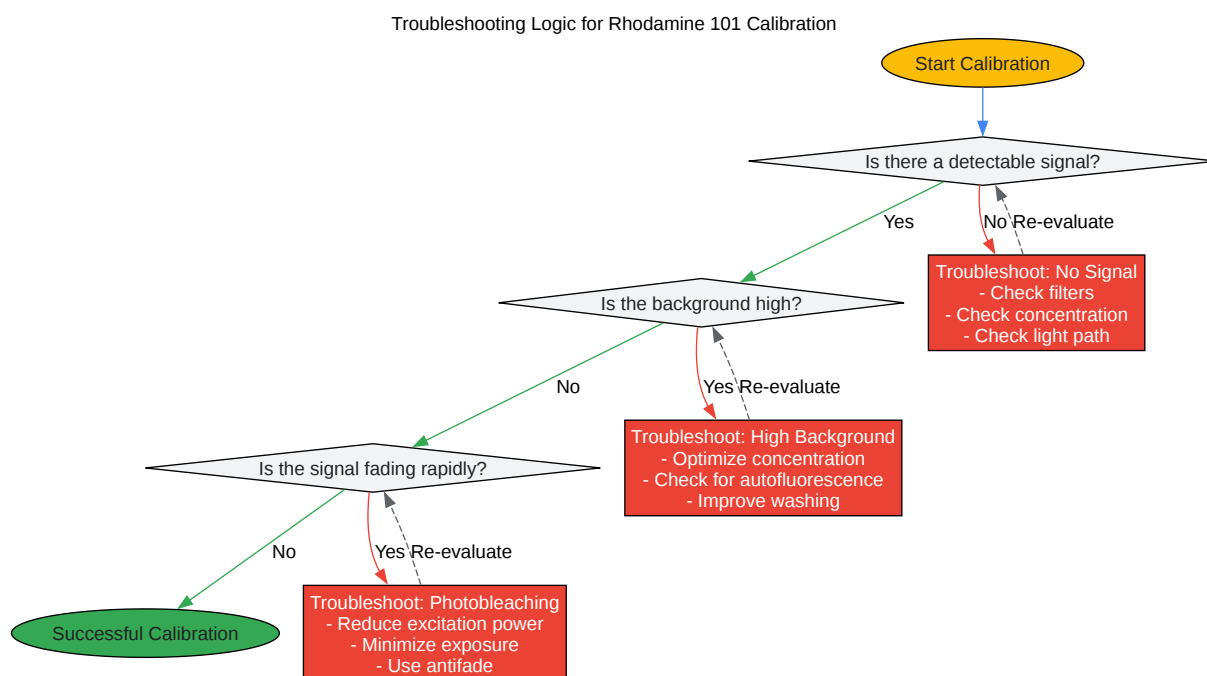 Troubleshooting Logic for Rhodamine 101 Calibration
Start Calibration
Is there a detectable signal?
Yes
No
Re-evaluate
Troubleshoot: No Signal
- Check filters
- Check concentration
- Check light path
Is the background high?
No
Yes
Re-evaluate
Troubleshoot: High Background
- Optimize concentration
- Check for autofluorescence
- Improve washing
Is the signal fading rapidly?
No
Yes
Re-evaluate
Troubleshoot: Photobleaching
- Reduce excitation power
- Minimize exposure
- Use antifade
Successful Calibration